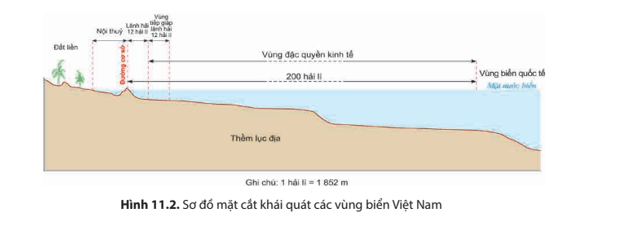 Vùng
tiếp giáp
lãnh hải
12 hải lí
Lãnh hải
12 hải lí
Nội thuỷ
Đất liền
Đường cơ sở
Vùng đặc quyền kinh tế
200 hải lí
Vùng biển quốc tế
Mặt nước biển
Thềm lục địa
Ghi chú: 1 hải lí = 1 852 m
Hình 11.2. Sơ đồ mặt cắt khái quát các vùng biển Việt Nam